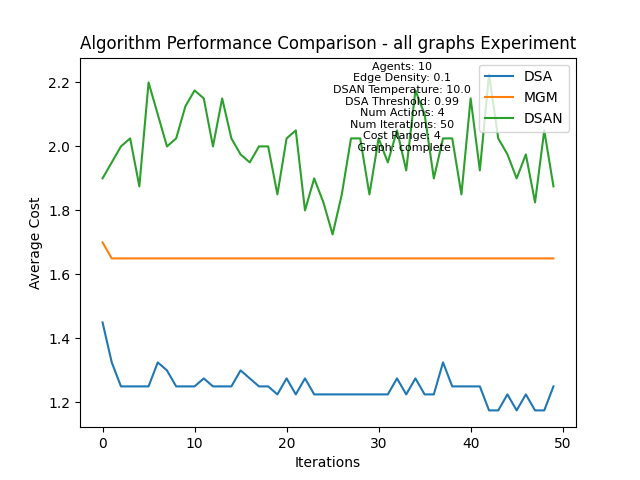 Algorithm Performance Comparison - all graphs Experiment
Agents: 10
Edge Density: 0.1
DSAN Temperature: 10.0
DSA Threshold: 0.99
Num Actions: 4
Num Iterations: 50
Cost Range: 4
Graph: complete
DSA
MGM
DSAN
Average Cost
2.2
2.0
1.8
1.6
1.4
1.2
0
10
20
30
40
50
Iterations